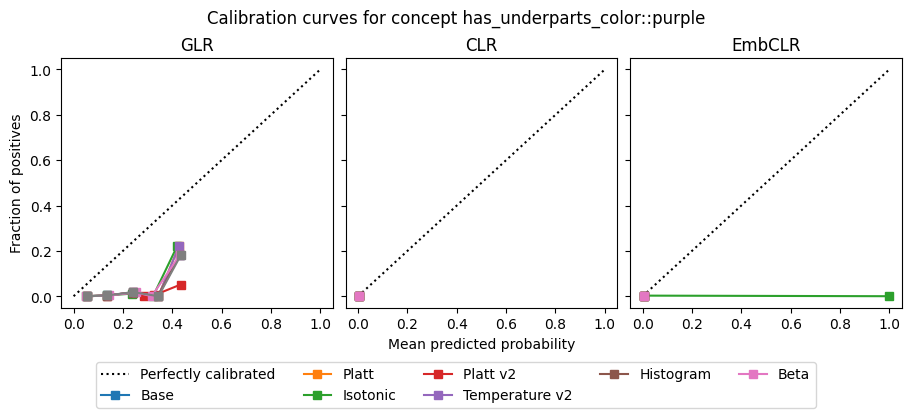 Calibration curves for concept has_underparts_color::purple
GLR
CLR
EmbCLR
Fraction of positives
1.0
0.8
0.6
0.4
0.2
0.0
0.0 0.2 0.4 0.6 0.8 1.0
0.0 0.2 0.4 0.6 0.8 1.0
0.0 0.2 0.4 0.6 0.8 1.0
Mean predicted probability
Perfectly calibrated
Base
Platt
Isotonic
Platt v2
Temperature v2
Histogram
Beta